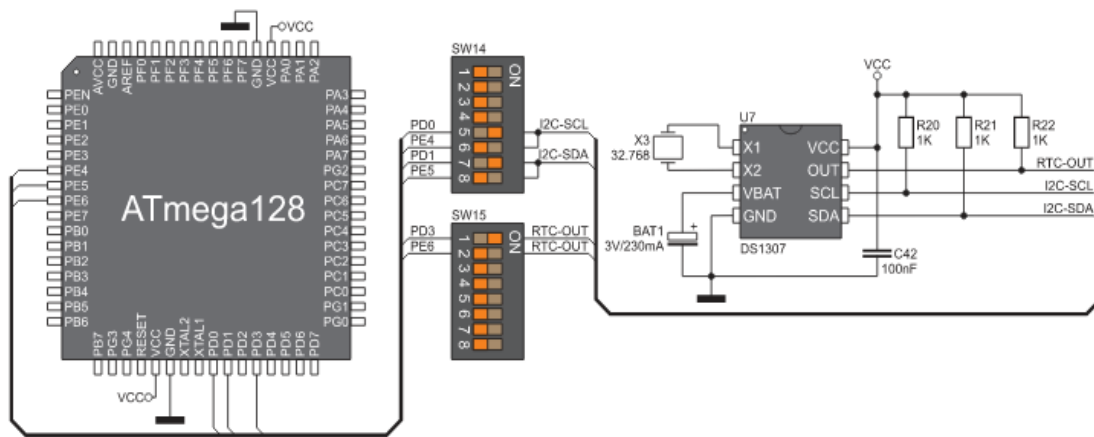 VCC
AVCC
GND
AREF
PF0
PF1
PF2
PF3
PF4
PF5
PF6
PF7
GND
VCC
PA0
PA1
PA2
PEN
PE0
PE1
PE2
PE3
PE4
PE5
PE6
PE7
PB0
PB1
PB2
PB3
PB4
PB5
PB6
ATmega128
PA3
PA4
PA5
PA6
PA7
PG2
PC7
PC6
PC5
PC4
PC3
PC2
PC1
PC0
PG1
PG0
PB7
PG3
PG4
RESET
VCC
GND
XTAL2
XTAL1
PD0
PD1
PD2
PD3
PD4
PD5
PD6
PD7
VCC
SW14
ON
1
2
3
4
5
6
7
8
PD0
PE4
PD1
PE5
I2C-SCL
I2C-SDA
SW15
ON
1
2
3
4
5
6
7
8
PD3
PE6
RTC-OUT
RTC-OUT
X3
32.768
BAT1
3V/230mA
+
U7
X1
X2
VBAT
GND
VCC
OUT
SCL
SDA
DS1307
VCC
R20
1K
R21
1K
R22
1K
RTC-OUT
I2C-SCL
I2C-SDA
C42
100nF